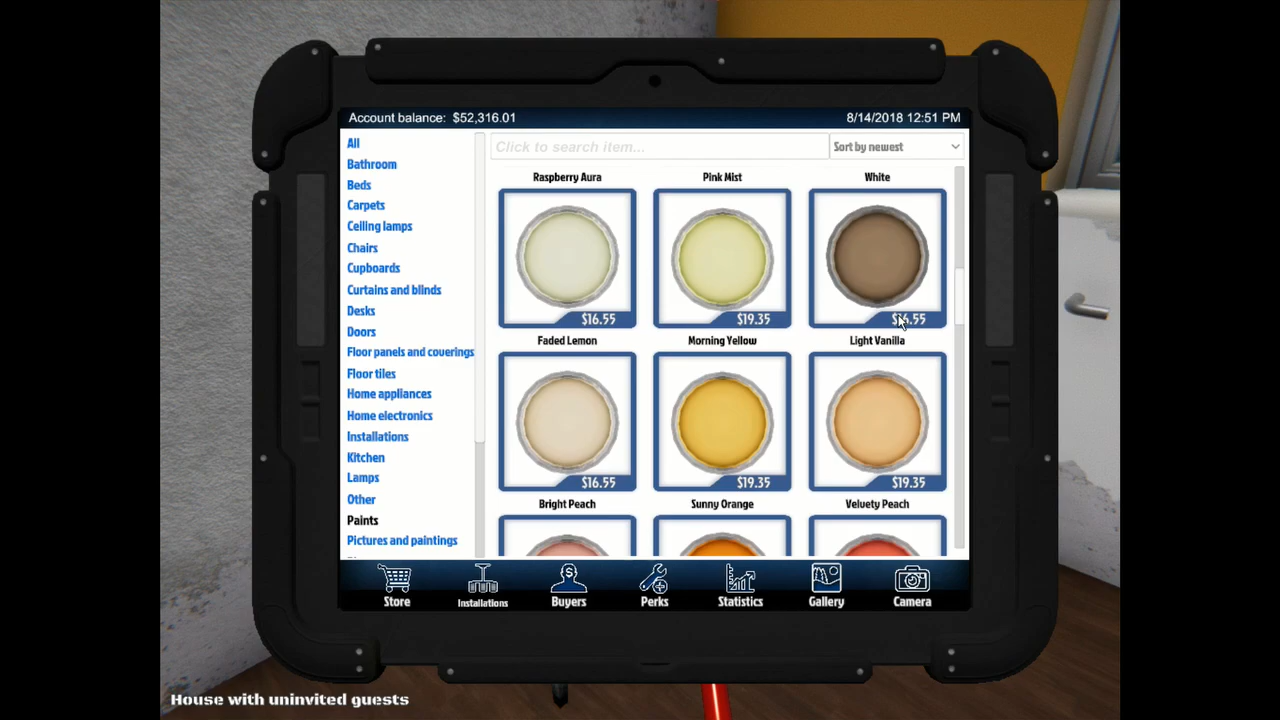 Account balance: $52,316.01
8/14/2018 12:51 PM
All
Bathroom
Beds
Carpets
Ceiling lamps
Chairs
Cupboards
Curtains and blinds
Desks
Doors
Floor panels and coverings
Floor tiles
Home appliances
Home electronics
Installations
Kitchen
Lamps
Other
Paints
Pictures and paintings
Click to search item...
Sort by newest
Raspberry Aura
Pink Mist
White
$16.55
$19.35
$16.55
Faded Lemon
Morning Yellow
Light Vanilla
$16.55
$19.35
$19.35
Bright Peach
Sunny Orange
Velvety Peach
Store
Installations
Buyers
Perks
Statistics
Gallery
Camera
House with uninvited guests